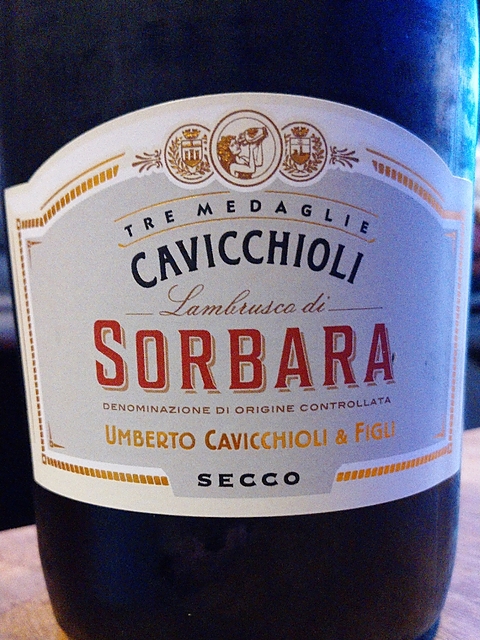 TRE MEDAGLIE
CAVICCHIOLI
Lambrusco di
SORBARA
DENOMINAZIONE DI ORIGINE CONTROLLATA
UMBERTO CAVICCHIOLI & FIGLI
SECCO